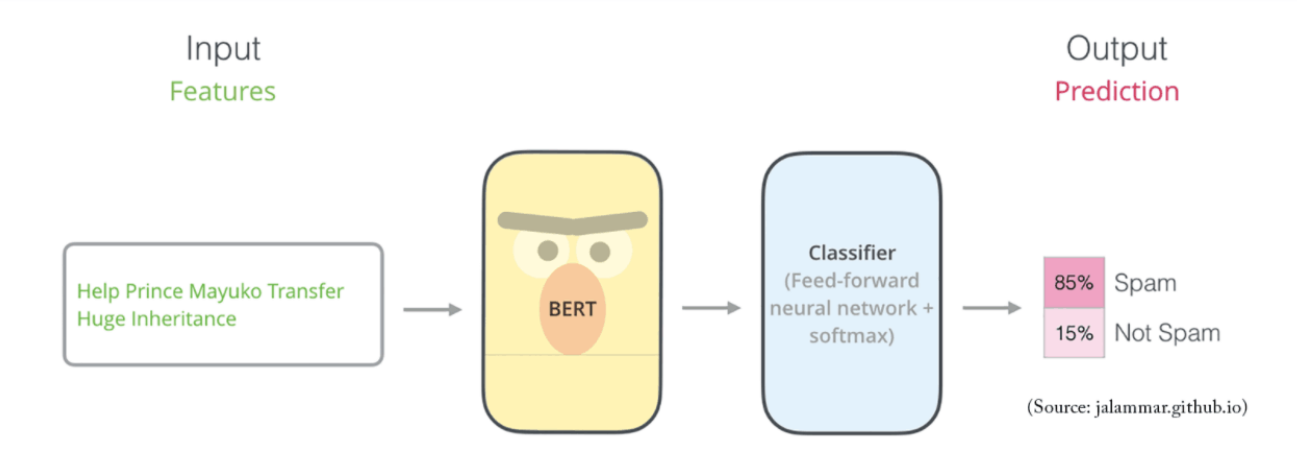 Input
Features
Output
Prediction
Help Prince Mayuko Transfer
Huge Inheritance
BERT
Classifier
(Feed-forward
neural network +
softmax)
85% Spam
15% Not Spam
(Source: jalammar.github.io)